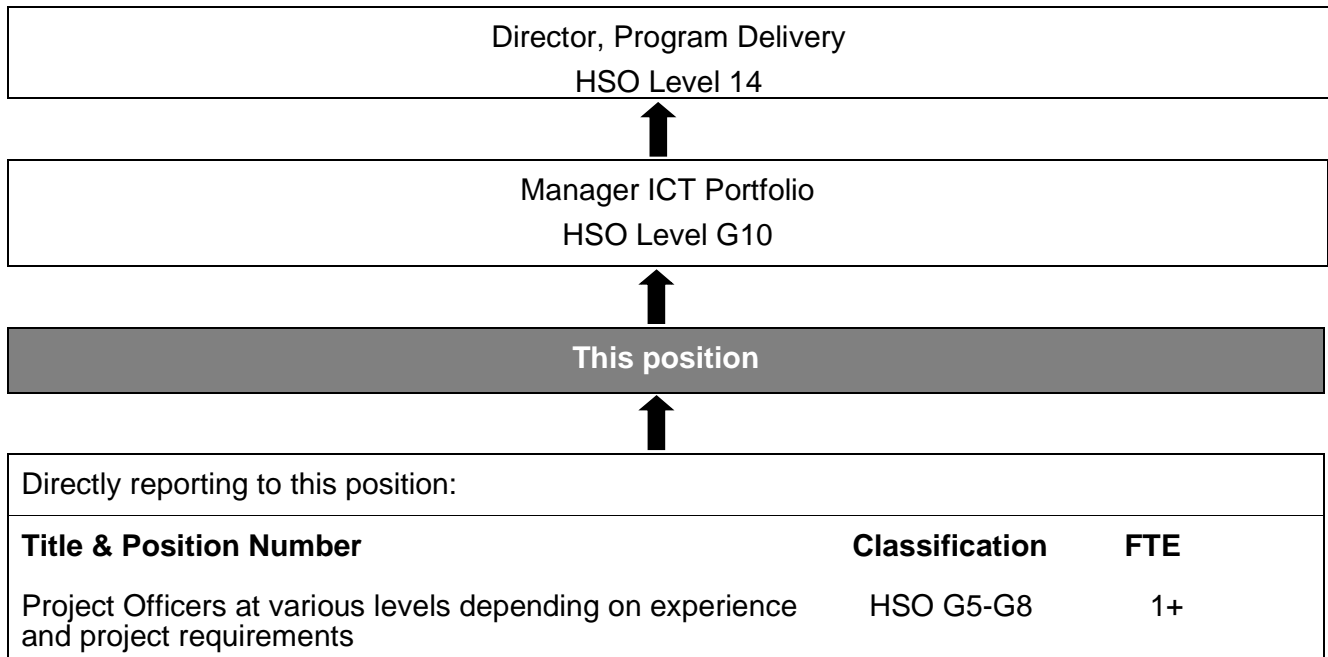 Director, Program Delivery
HSO Level 14
Manager ICT Portfolio
HSO Level G10
This position
Directly reporting to this position:
Title & Position Number Classification FTE
Project Officers at various levels depending on experience HSO G5-G8 1+
and project requirements